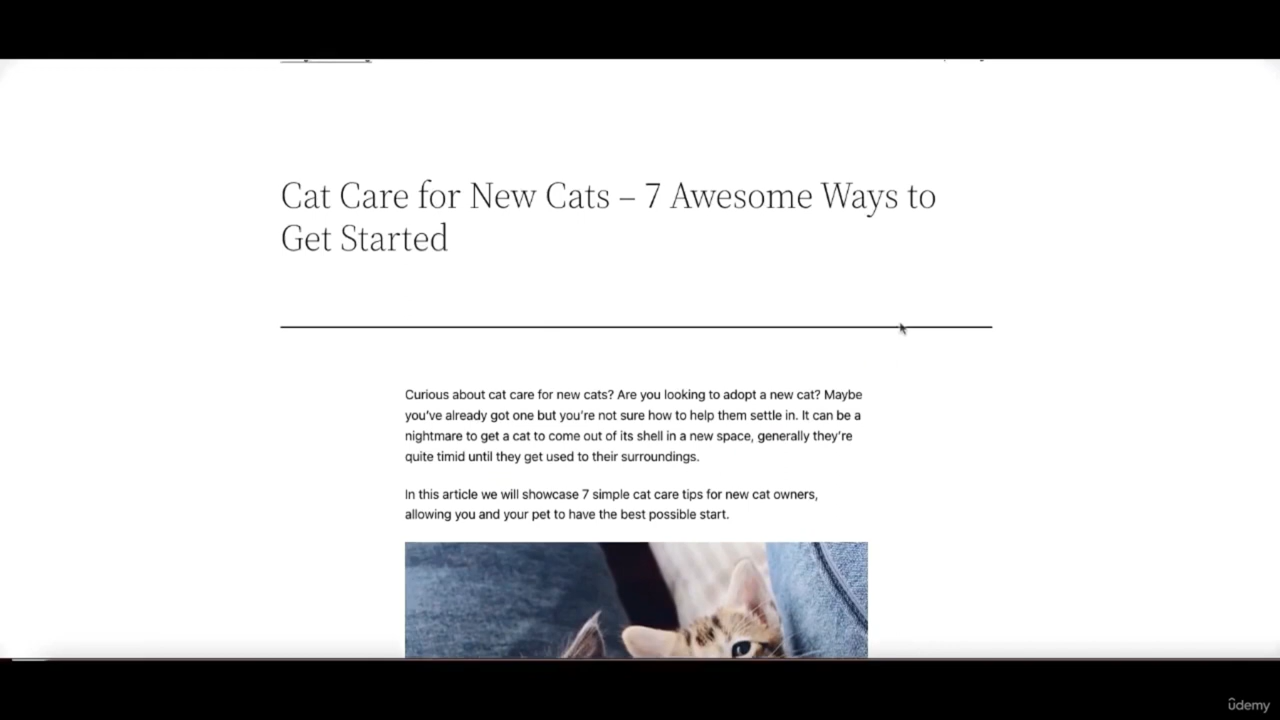 Cat Care for New Cats – 7 Awesome Ways to
Get Started
Curious about cat care for new cats? Are you looking to adopt a new cat? Maybe
you’ve already got one but you’re not sure how to help them settle in. It can be a
nightmare to get a cat to come out of its shell in a new space, generally they’re
quite timid until they get used to their surroundings.
In this article we will showcase 7 simple cat care tips for new cat owners,
allowing you and your pet to have the best possible start.
ûdemy